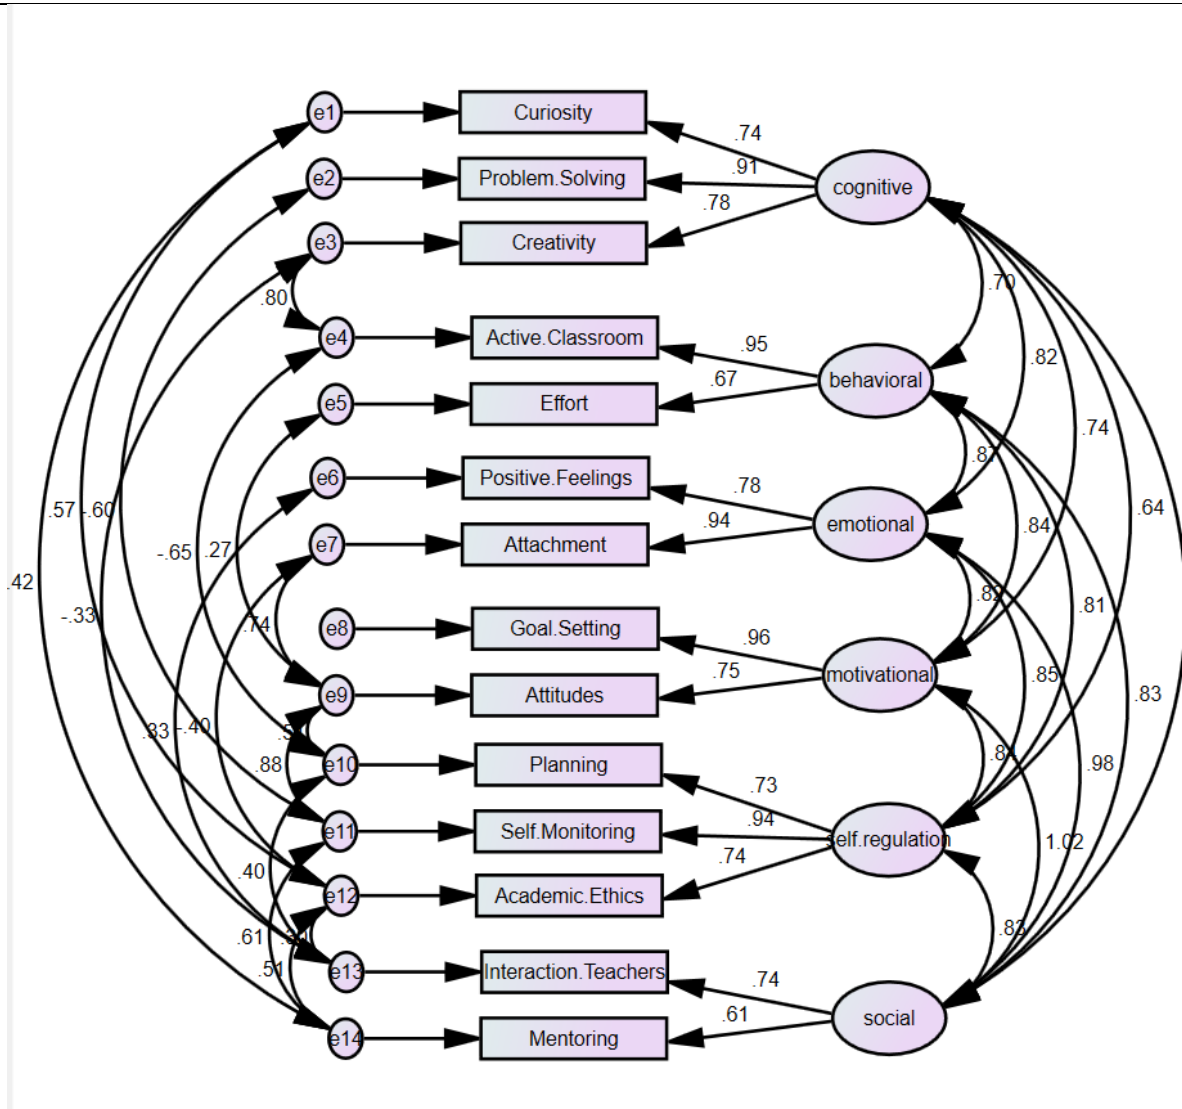 e1
Curiosity
.74
e2
Problem.Solving
.91
cognitive
e3
Creativity
.78
.80
.70
e4
Active.Classroom
.95
.82
behavioral
e5
Effort
.67
.74
e6
Positive.Feelings
.78
.87
.57
-.60
.64
e7
Attachment
.94
emotional
.84
-.65
.27
.42
-.33
.74
e8
Goal.Setting
.96
.82
.81
e9
Attitudes
.75
motivational
.85
.83
.33
-.40
.88
e10
Planning
.73
.84
.98
e11
Self.Monitoring
.94
self.regulation
1.02
.40
e12
Academic.Ethics
.74
.61
.83
.51
e13
Interaction.Teachers
.74
e14
Mentoring
.61
social